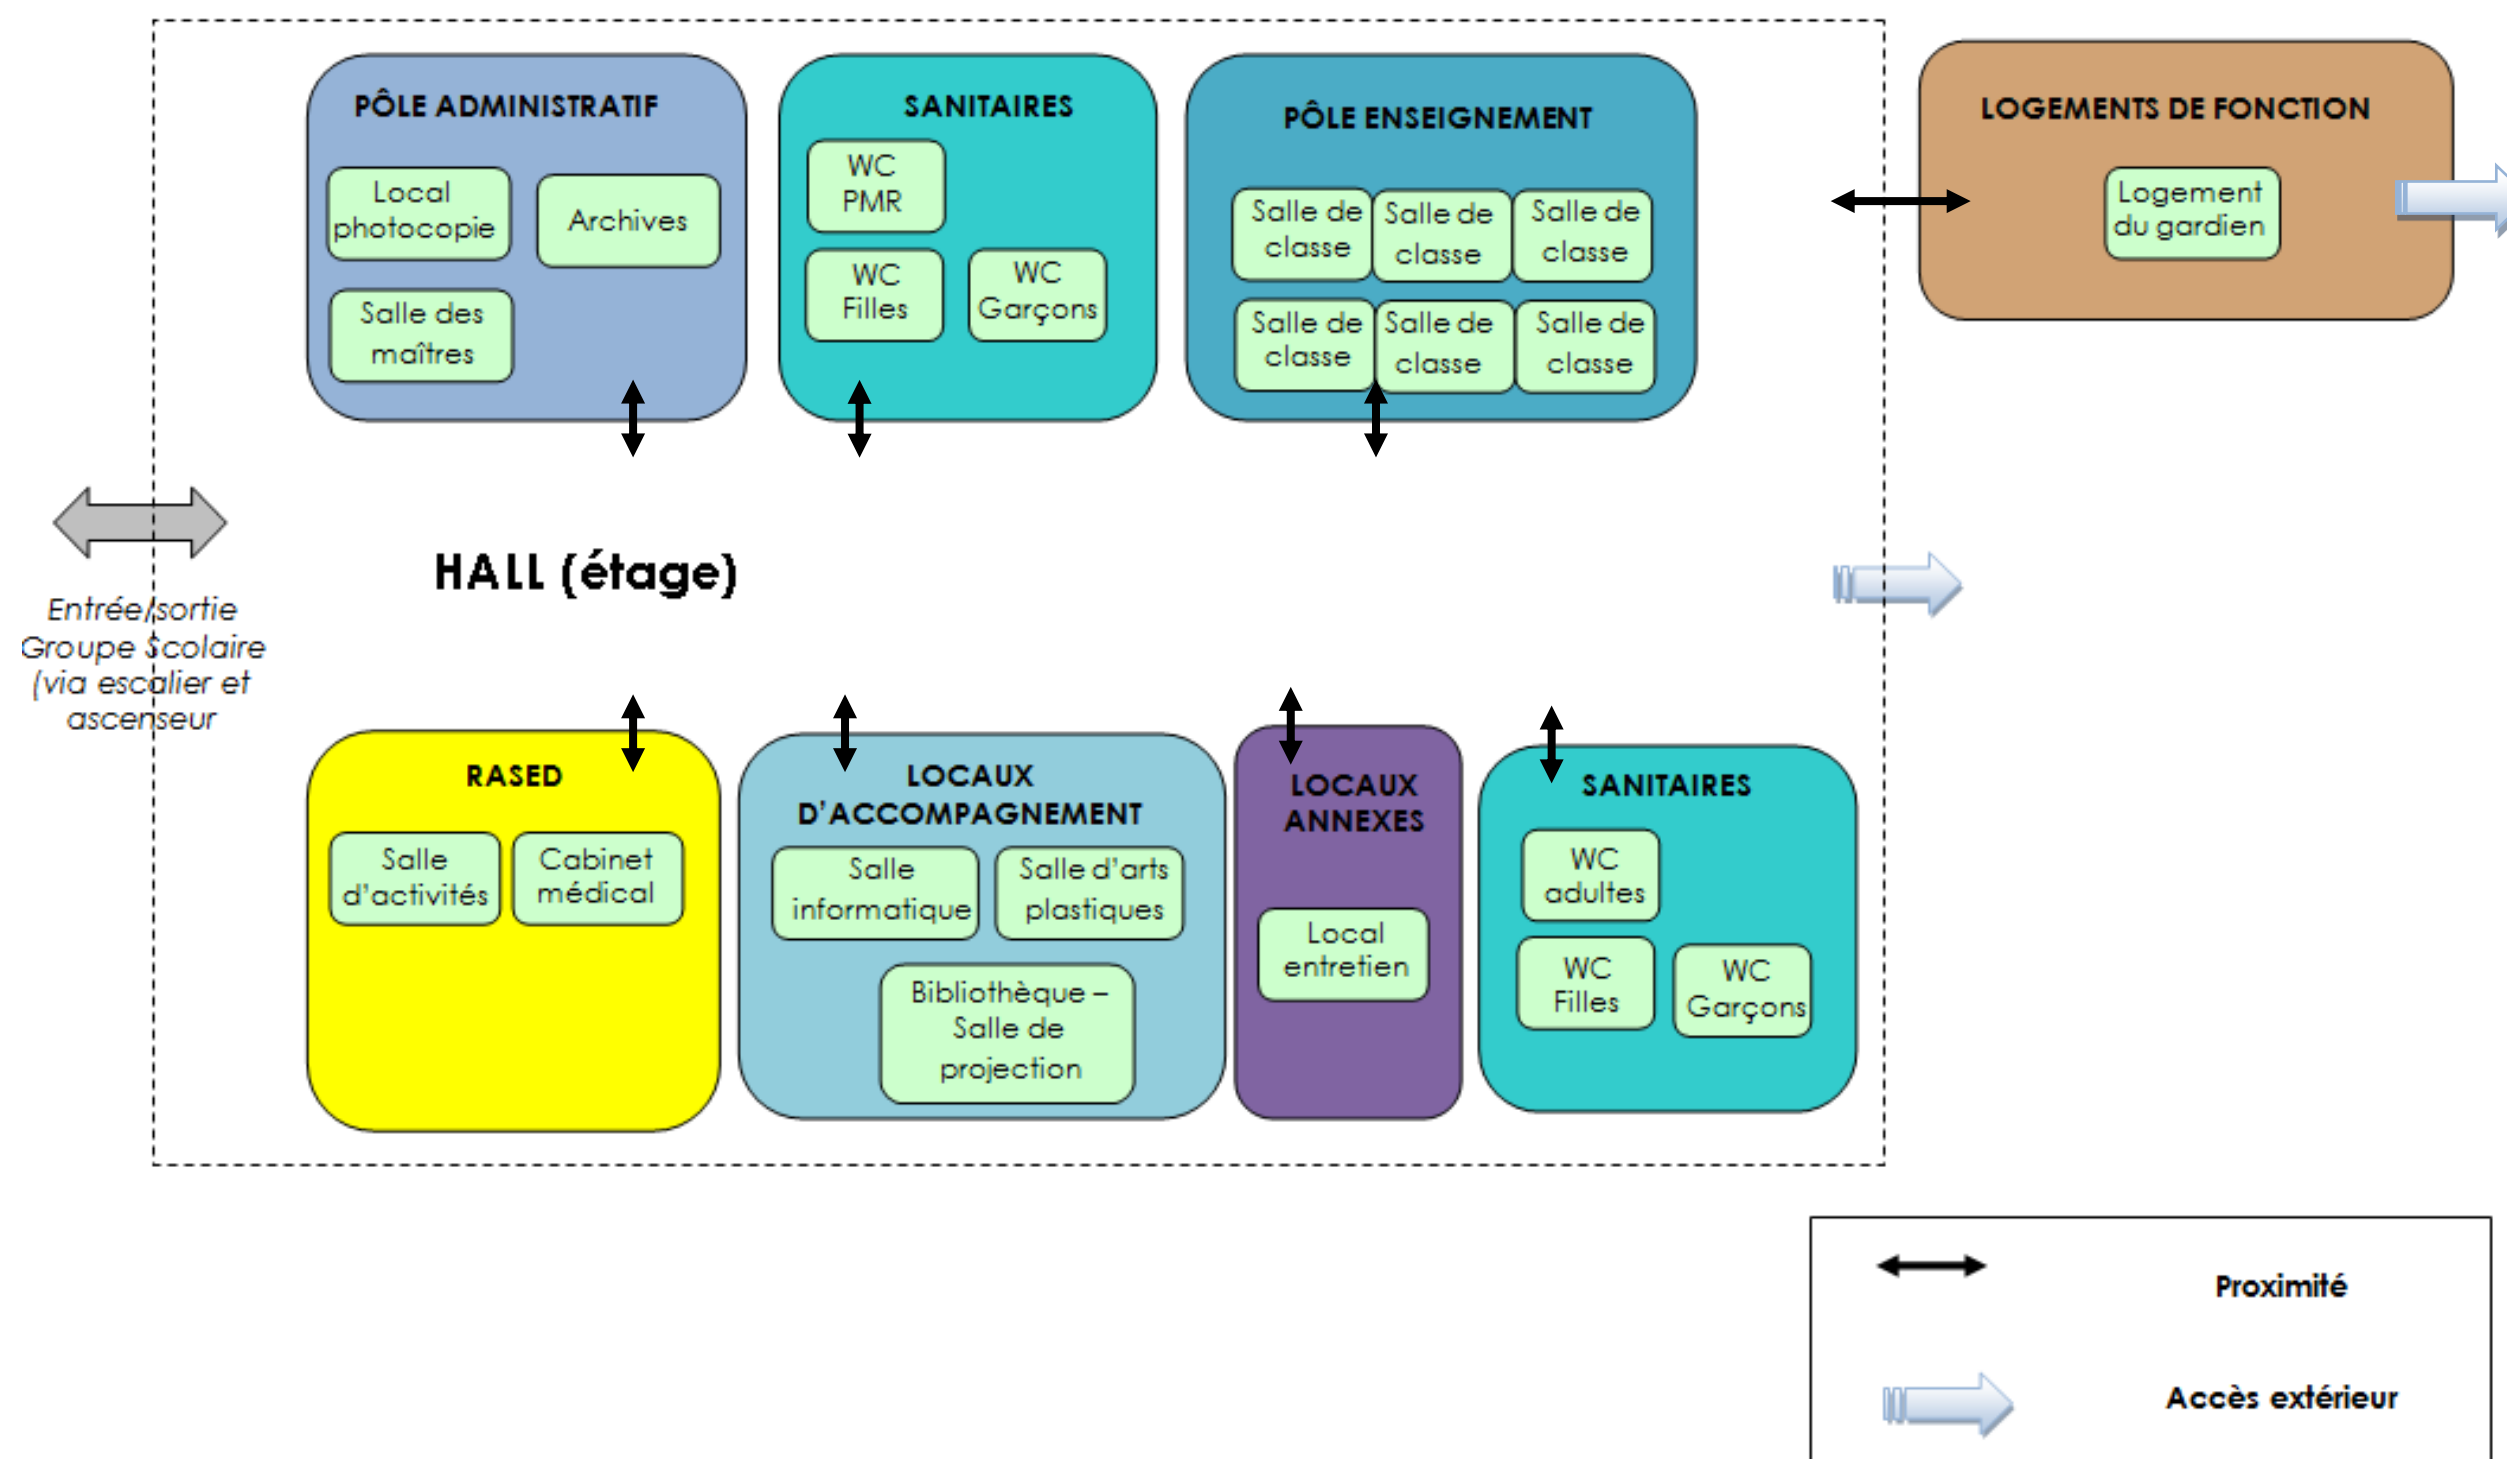 PÔLE ADMINISTRATIF
Local
photocopie
Archives
Salle des
maîtres
SANITAIRES
WC
PMR
WC
Filles
WC
Garçons
PÔLE ENSEIGNEMENT
Salle de
classe
Salle de
classe
Salle de
classe
Salle de
classe
Salle de
classe
Salle de
classe
LOGEMENTS DE FONCTION
Logement
du gardien
HALL (étage)
Entrée/sortie
Groupe Scolaire
(via escalier et
ascenseur
RASED
Salle
d'activités
Cabinet
médical
LOCAUX
D'ACCOMPAGNEMENT
Salle
informatique
Salle d'arts
plastiques
Bibliothèque –
Salle de
projection
LOCAUX
ANNEXES
Local
entretien
SANITAIRES
WC
adultes
WC
Filles
WC
Garçons
Proximité
Accès extérieur